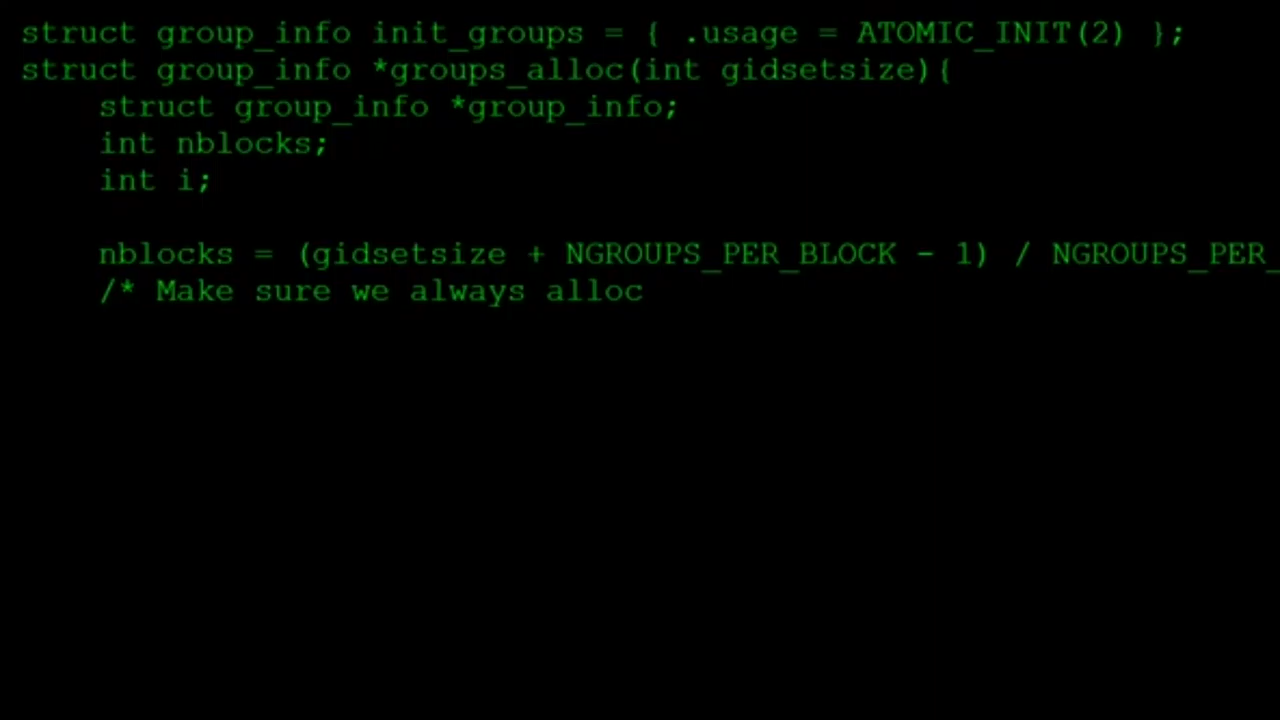 struct group_info init_groups = { .usage = ATOMIC_INIT(2) };
struct group_info *groups_alloc(int gidsetsize){
    struct group_info *group_info;
    int nblocks;
    int i;

    nblocks = (gidsetsize + NGROUPS_PER_BLOCK - 1) / NGROUPS_PER_
    /* Make sure we always alloc